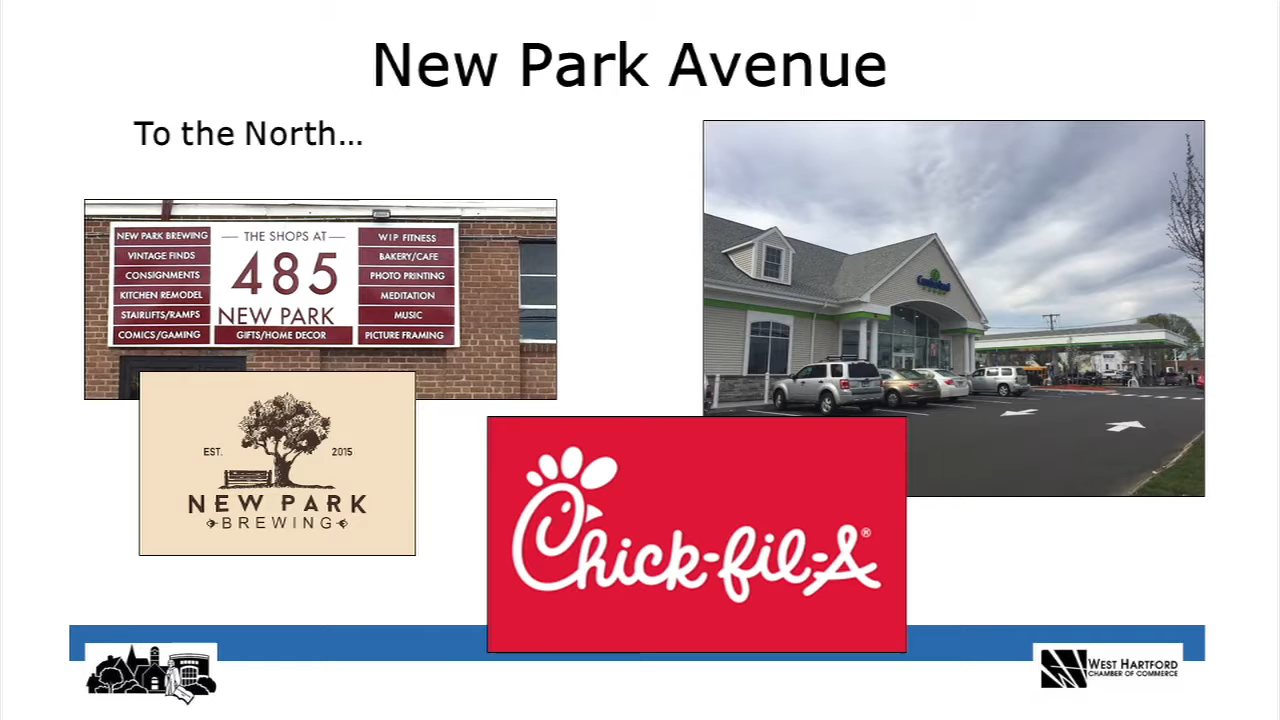 New Park Avenue
To the North...
NEW PARK BREWING
VINTAGE FINDS
CONSIGNMENTS
KITCHEN REMODEL
STAIRLIFTS/RAMPS
COMICS/GAMING
THE SHOPS AT
485
NEW PARK
GIFTS/HOME DECOR
WIP FITNESS
BAKERY/CAFE
PHOTO PRINTING
MEDITATION
MUSIC
PICTURE FRAMING
EST. 2015
NEW PARK
BREWING
Chick-fil-A®
WEST HARTFORD
CHAMBER OF COMMERCE